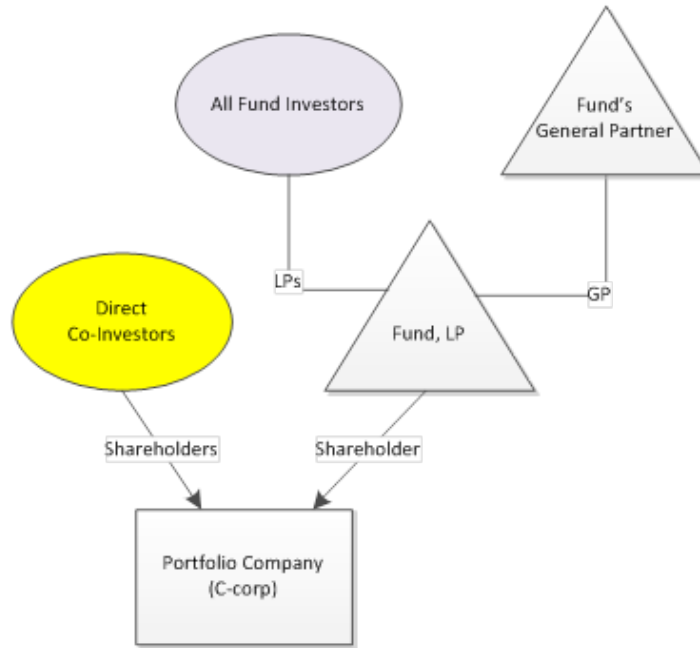 All Fund Investors
Fund's
General Partner
LPs
GP
Direct
Co-Investors
Fund, LP
Shareholders
Shareholder
Portfolio Company
(C-corp)